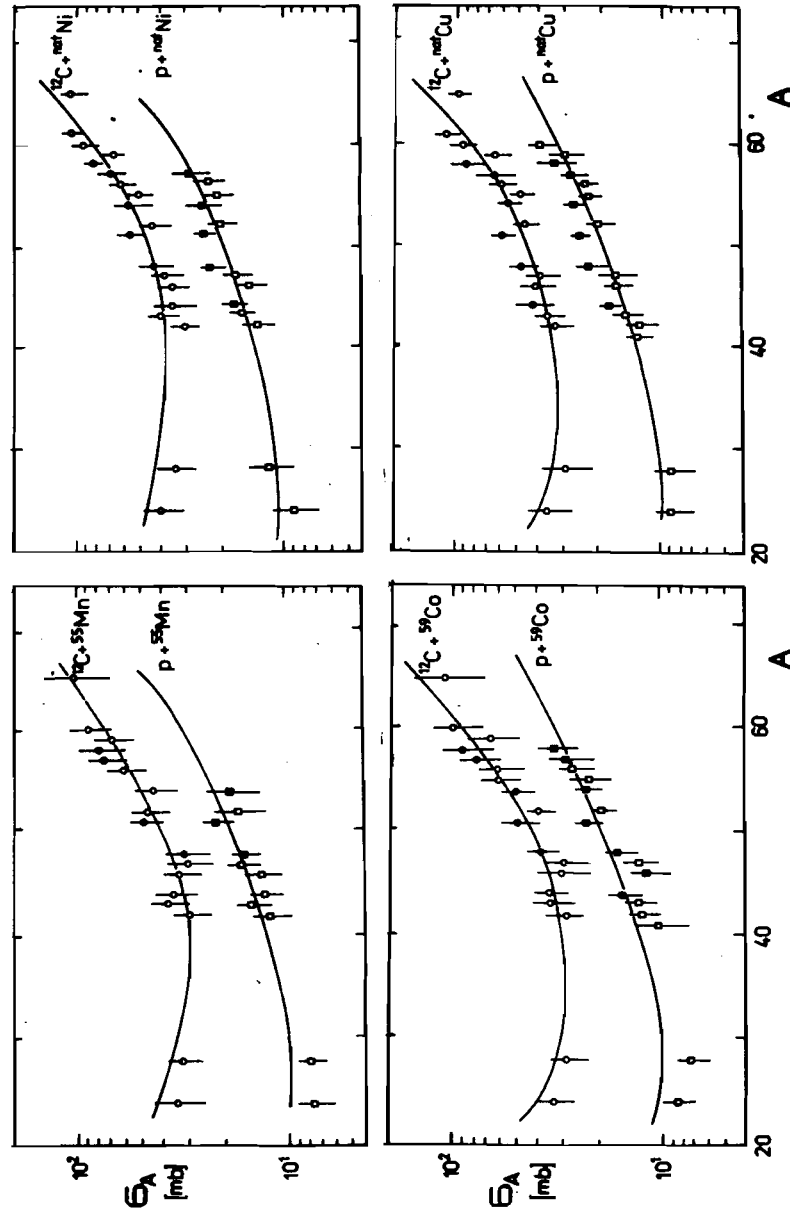 ¹²C+ⁿᵃᵗNi
p+ⁿᵃᵗNi
¹²C+ⁿᵃᵗCu
p+ⁿᵃᵗCu
20
40
60
A
¹²C+⁵⁵Mn
p+⁵⁵Mn
10²
10¹
σA
[mb]
¹²C+⁵⁹Co
p+⁵⁹Co
10²
10¹
σA
[mb]
20
40
60
A